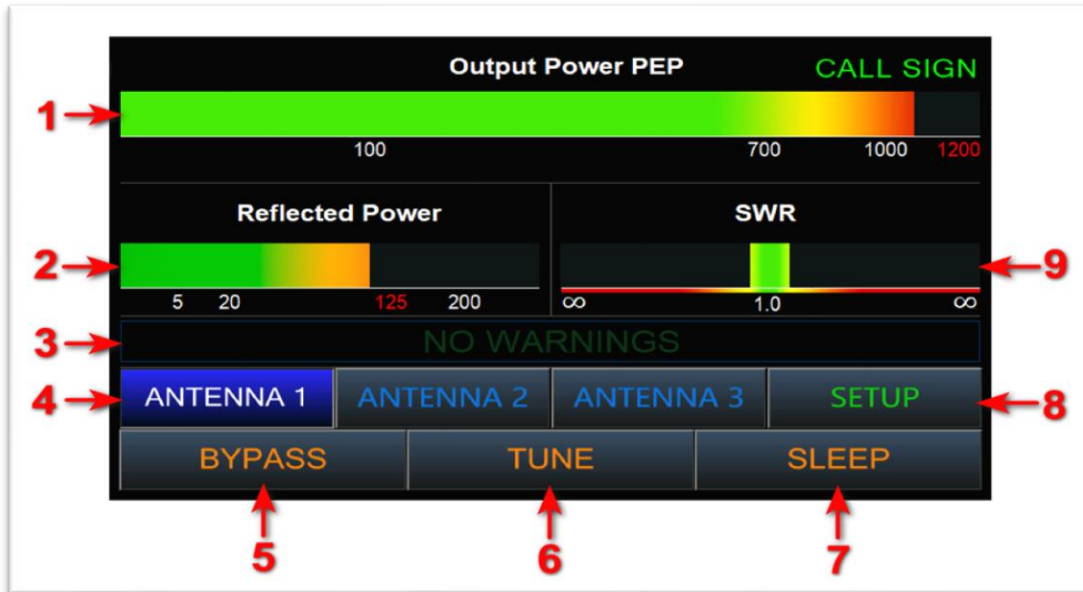 Output Power PEP CALL SIGN
1
100 700 1000 1200
Reflected Power SWR
2 9
5 20 125 200 ∞ 1.0 ∞
3 NO WARNINGS
4 ANTENNA 1 ANTENNA 2 ANTENNA 3 SETUP 8
BYPASS TUNE SLEEP
5 6 7